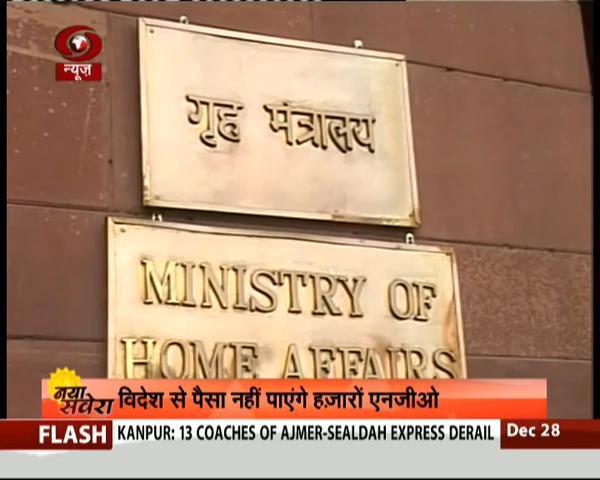 न्यूज़
गृह मंत्रालय
MINISTRY OF
HOME AFFAIRS
नया
सवेरा
विदेश से पैसा नहीं पाएंगे हज़ारों एनजीओ
FLASH
KANPUR: 13 COACHES OF AJMER-SEALDAH EXPRESS DERAIL
Dec 28